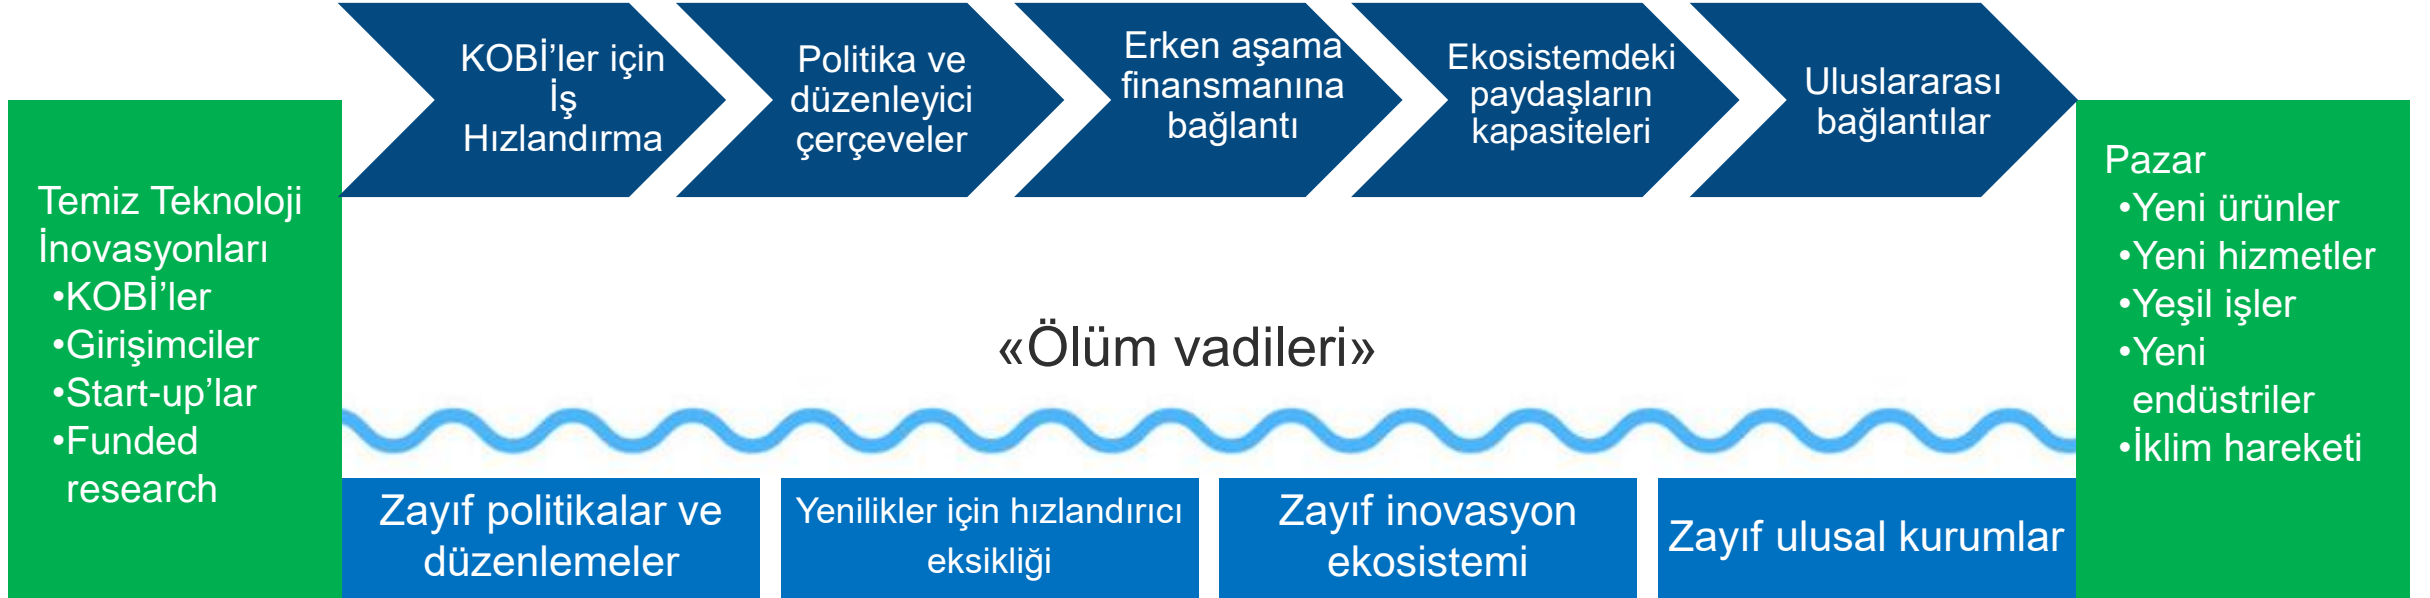 Temiz Teknoloji
İnovasyonları
•KOBİ’ler
•Girişimciler
•Start-up’lar
•Funded
research
KOBİ’ler için
İş
Hızlandırma
Politika ve
düzenleyici
çerçeveler
Erken aşama
finansmanına
bağlantı
Ekosistemdeki
paydaşların
kapasiteleri
Uluslararası
bağlantılar
«Ölüm vadileri»
Zayıf politikalar ve
düzenlemeler
Yenilikler için hızlandırıcı
eksikliği
Zayıf inovasyon
ekosistemi
Zayıf ulusal kurumlar
Pazar
•Yeni ürünler
•Yeni hizmetler
•Yeşil işler
•Yeni
endüstriler
•İklim hareketi